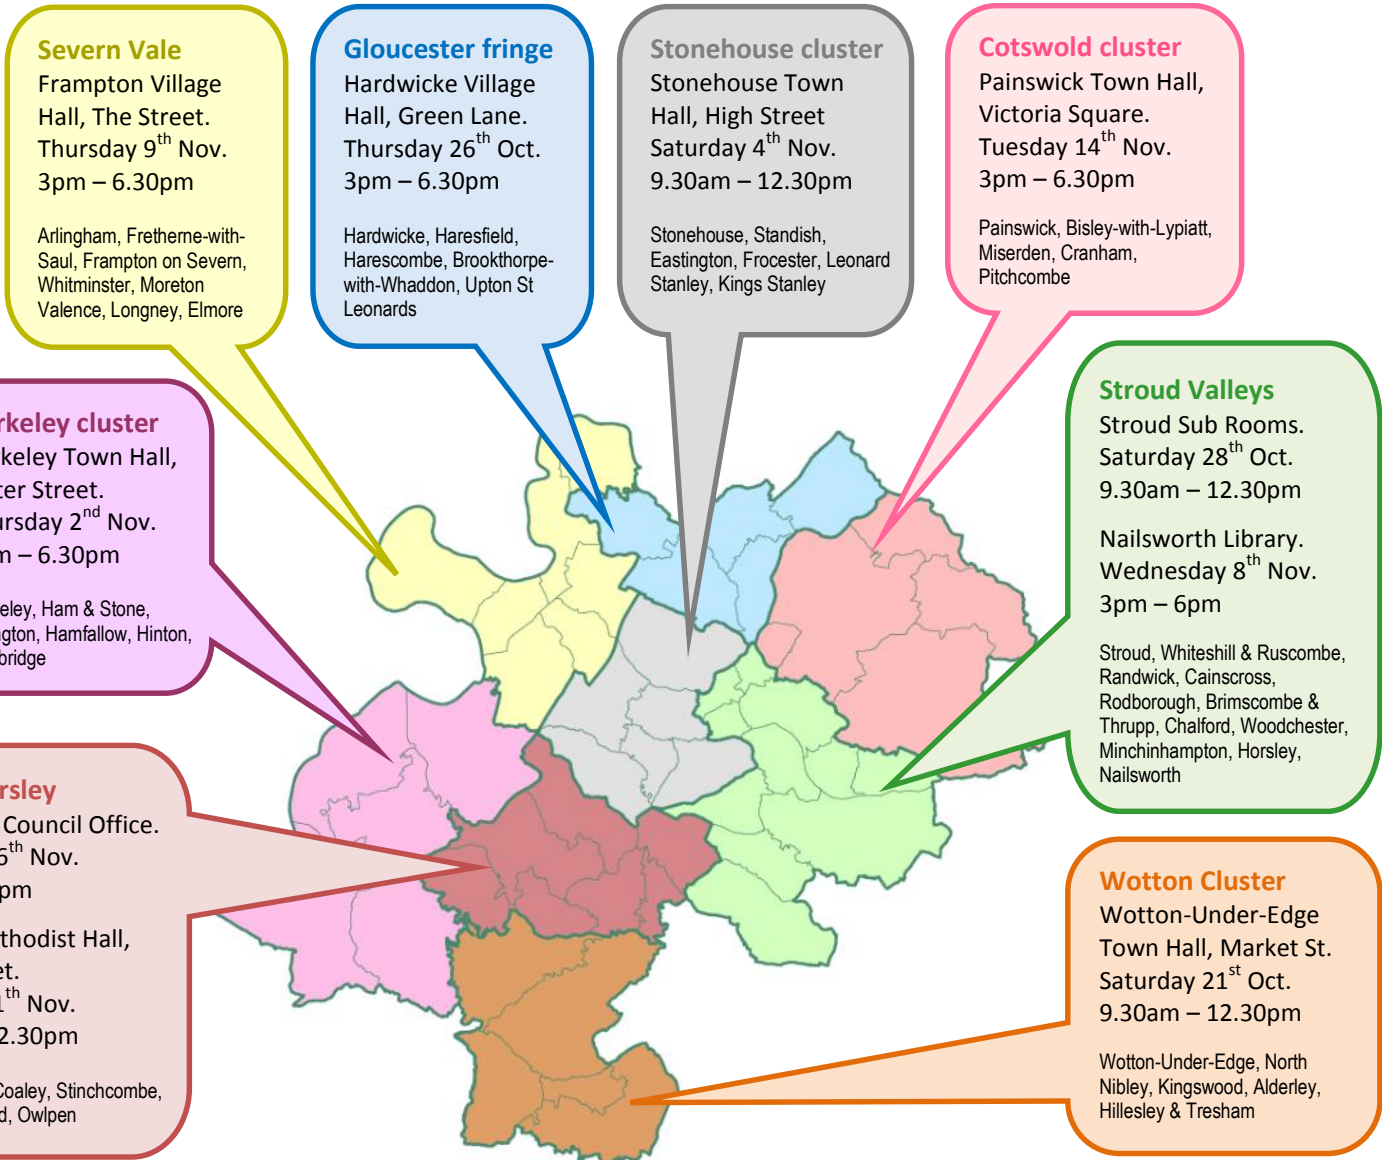 Severn Vale
Frampton Village
Hall, The Street.
Thursday 9th Nov.
3pm – 6.30pm
Arlingham, Fretherne-with-
Saul, Frampton on Severn,
Whitminster, Moreton
Valence, Longney, Elmore
Gloucester fringe
Hardwicke Village
Hall, Green Lane.
Thursday 26th Oct.
3pm – 6.30pm
Hardwicke, Haresfield,
Harescombe, Brookthorpe-
with-Whaddon, Upton St
Leonards
Stonehouse cluster
Stonehouse Town
Hall, High Street
Saturday 4th Nov.
9.30am – 12.30pm
Stonehouse, Standish,
Eastington, Frocester, Leonard
Stanley, Kings Stanley
Cotswold cluster
Painswick Town Hall,
Victoria Square.
Tuesday 14th Nov.
3pm – 6.30pm
Painswick, Bisley-with-Lypiatt,
Miserden, Cranham,
Pitchcombe
rkeley cluster
keley Town Hall,
ter Street.
ursday 2nd Nov.
m – 6.30pm
eley, Ham & Stone,
ngton, Hamfallow, Hinton,
bridge
Stroud Valleys
Stroud Sub Rooms.
Saturday 28th Oct.
9.30am – 12.30pm
Nailsworth Library.
Wednesday 8th Nov.
3pm – 6pm
Stroud, Whiteshill & Ruscombe,
Randwick, Cainscross,
Rodborough, Brimscombe &
Thrupp, Chalford, Woodchester,
Minchinhampton, Horsley,
Nailsworth
rsley
Council Office.
6th Nov.
pm
thodist Hall,
et.
1th Nov.
2.30pm
Coaley, Stinchcombe,
d, Owlpen
Wotton Cluster
Wotton-Under-Edge
Town Hall, Market St.
Saturday 21st Oct.
9.30am – 12.30pm
Wotton-Under-Edge, North
Nibley, Kingswood, Alderley,
Hillesley & Tresham